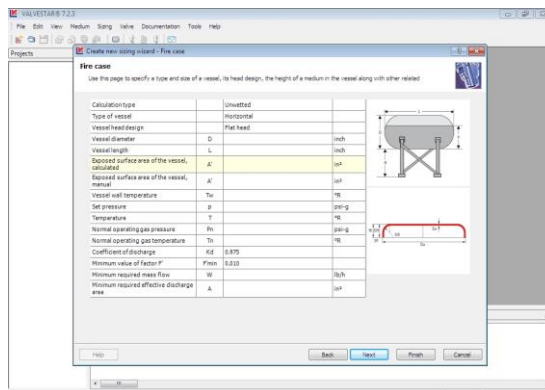 VALVESTAR® 7.2.3
File Edit View Medium Sizing Valve Documentation Tools Help
Projects
Create new sizing wizard - Fire case
Fire case
Use this page to specify a type and size of a vessel, its head design, the height of a medium in the vessel along with other related
Calculation type Unwetted
Type of vessel Horizontal
Vessel head design Flat head
Vessel diameter D inch
Vessel length L inch
Exposed surface area of the vessel, calculated A' in²
Exposed surface area of the vessel, manual A' in²
Vessel wall temperature Tw °R
Set pressure p psi-g
Temperature T °R
Normal operating gas pressure Pn psi-g
Normal operating gas temperature Tn °R
Coefficient of discharge Kd 0.975
Minimum value of factor F' F'min 0.010
Minimum required mass flow W lb/h
Minimum required effective discharge area A in²
Help Back Next Finish Cancel